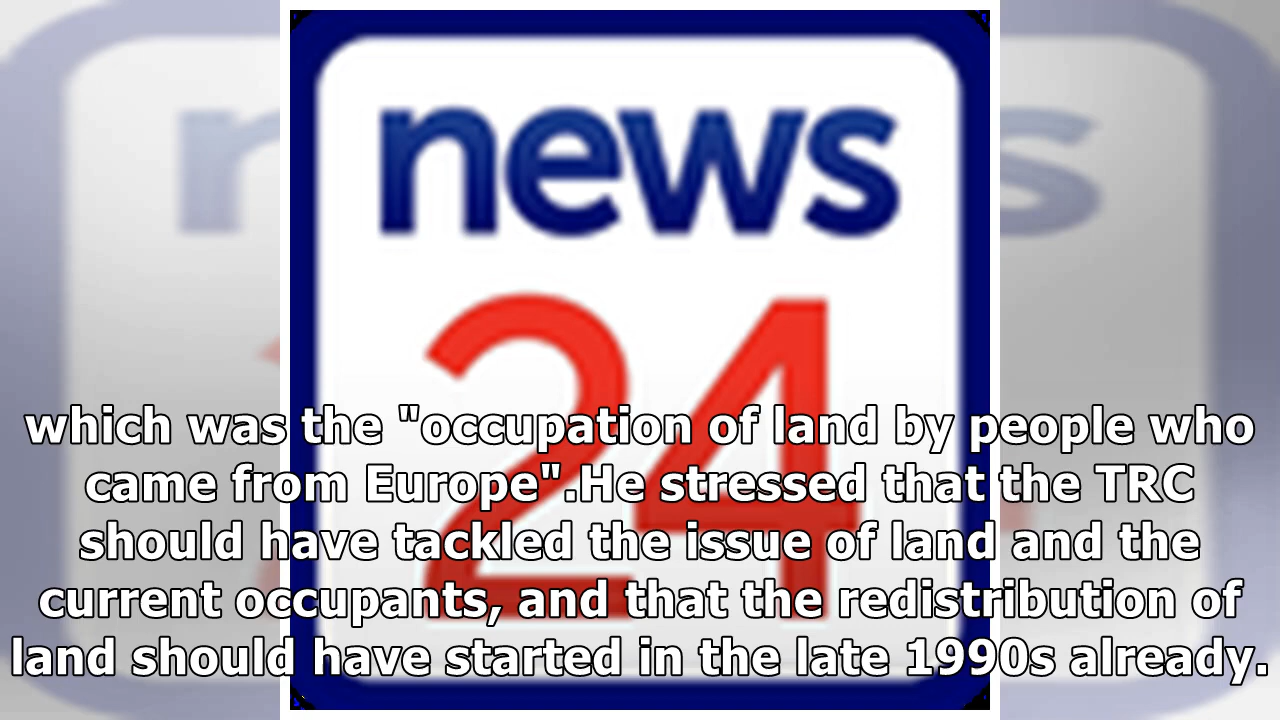 news
24
which was the "occupation of land by people who
came from Europe".He stressed that the TRC
should have tackled the issue of land and the
current occupants, and that the redistribution of
land should have started in the late 1990s already.